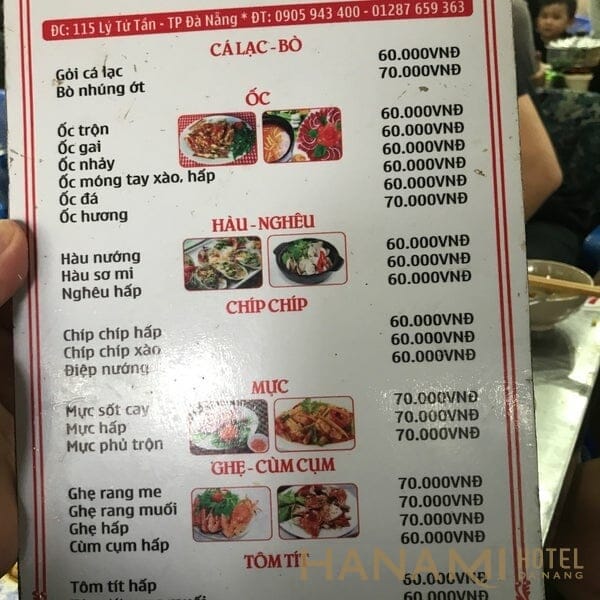 ĐC: 115 Lý Tử Tấn - TP Đà Nẵng * ĐT: 0905 943 400 - 01287 659 363
CÁ LẠC - BÒ
Gỏi cá lạc 60.000VNĐ
Bò nhúng ớt 70.000VNĐ
ỐC
Ốc trộn 60.000VNĐ
Ốc gai 60.000VNĐ
Ốc nhảy 60.000VNĐ
Ốc móng tay xào, hấp 60.000VNĐ
Ốc đá 60.000VNĐ
Ốc hương 70.000VNĐ
HÀU - NGHÊU
Hàu nướng 60.000VNĐ
Hàu sơ mi 60.000VNĐ
Nghêu hấp 60.000VNĐ
CHÍP CHÍP
Chíp chíp hấp 60.000VNĐ
Chíp chíp xào 60.000VNĐ
Điệp nướng 60.000VNĐ
MỰC
Mực sốt cay 70.000VNĐ
Mực hấp 70.000VNĐ
Mực phủ trộn 70.000VNĐ
GHẸ - CÙM CỤM
Ghẹ rang me 70.000VNĐ
Ghẹ rang muối 70.000VNĐ
Ghẹ hấp 70.000VNĐ
Cùm cụm hấp 70.000VNĐ
TÔM TÍT
Tôm tít hấp 60.000VNĐ
60.000VNĐ
HANAMI HOTEL
DANANG